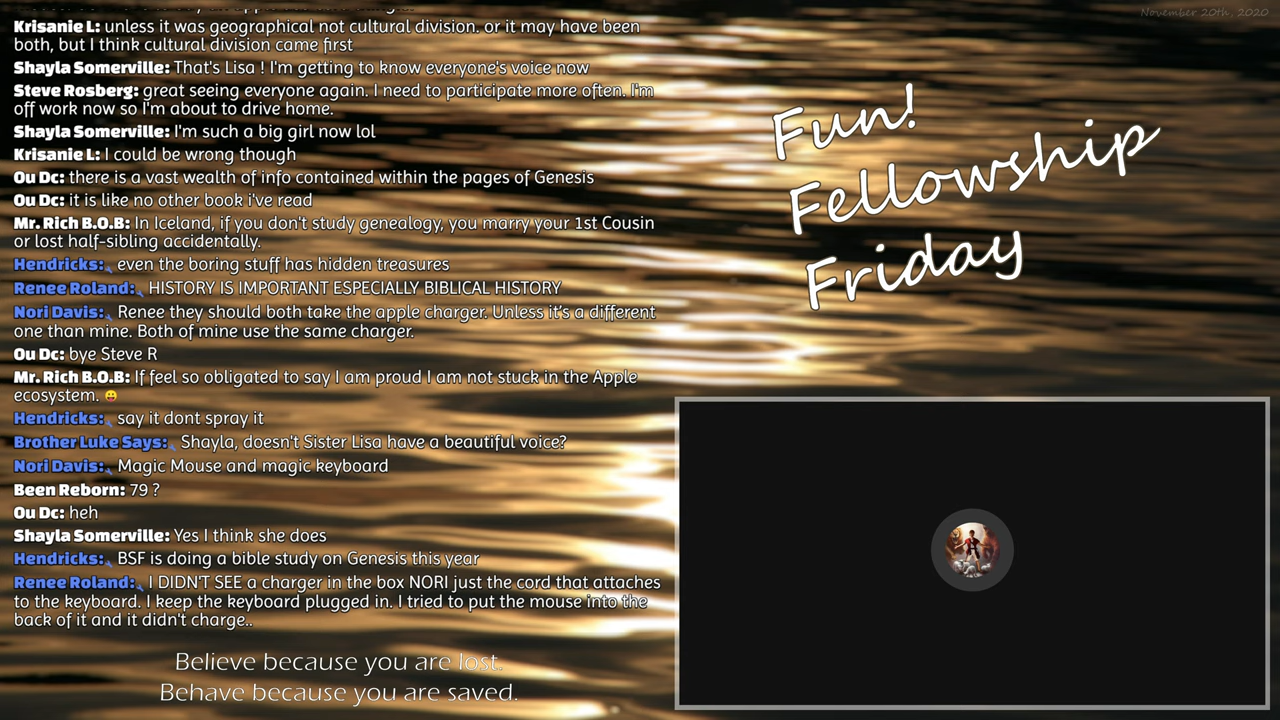 November 20th, 2020
Krisanie L: unless it was geographical not cultural division. or it may have been
both, but I think cultural division came first
Shayla Somerville: That's Lisa ! I'm getting to know everyone's voice now
Steve Rosberg: great seeing everyone again. I need to participate more often. I'm
off work now so I'm about to drive home.
Shayla Somerville: I'm such a big girl now lol
Krisanie L: I could be wrong though
Ou Dc: there is a vast wealth of info contained within the pages of Genesis
Ou Dc: it is like no other book i've read
Mr. Rich B.O.B: In Iceland, if you don't study genealogy, you marry your 1st Cousin
or lost half-sibling accidentally.
Hendricks: even the boring stuff has hidden treasures
Renee Roland: HISTORY IS IMPORTANT ESPECIALLY BIBLICAL HISTORY
Nori Davis: Renee they should both take the apple charger. Unless it's a different
one than mine. Both of mine use the same charger.
Ou Dc: bye Steve R
Mr. Rich B.O.B: If feel so obligated to say I am proud I am not stuck in the Apple
ecosystem. 😛
Hendricks: say it dont spray it
Brother Luke Says: Shayla, doesn't Sister Lisa have a beautiful voice?
Nori Davis: Magic Mouse and magic keyboard
Been Reborn: 79 ?
Ou Dc: heh
Shayla Somerville: Yes I think she does
Hendricks: BSF is doing a bible study on Genesis this year
Renee Roland: I DIDN'T SEE a charger in the box NORI just the cord that attaches
to the keyboard. I keep the keyboard plugged in. I tried to put the mouse into the
back of it and it didn't charge..
Believe because you are lost.
Behave because you are saved.
Fun!
Fellowship
Friday